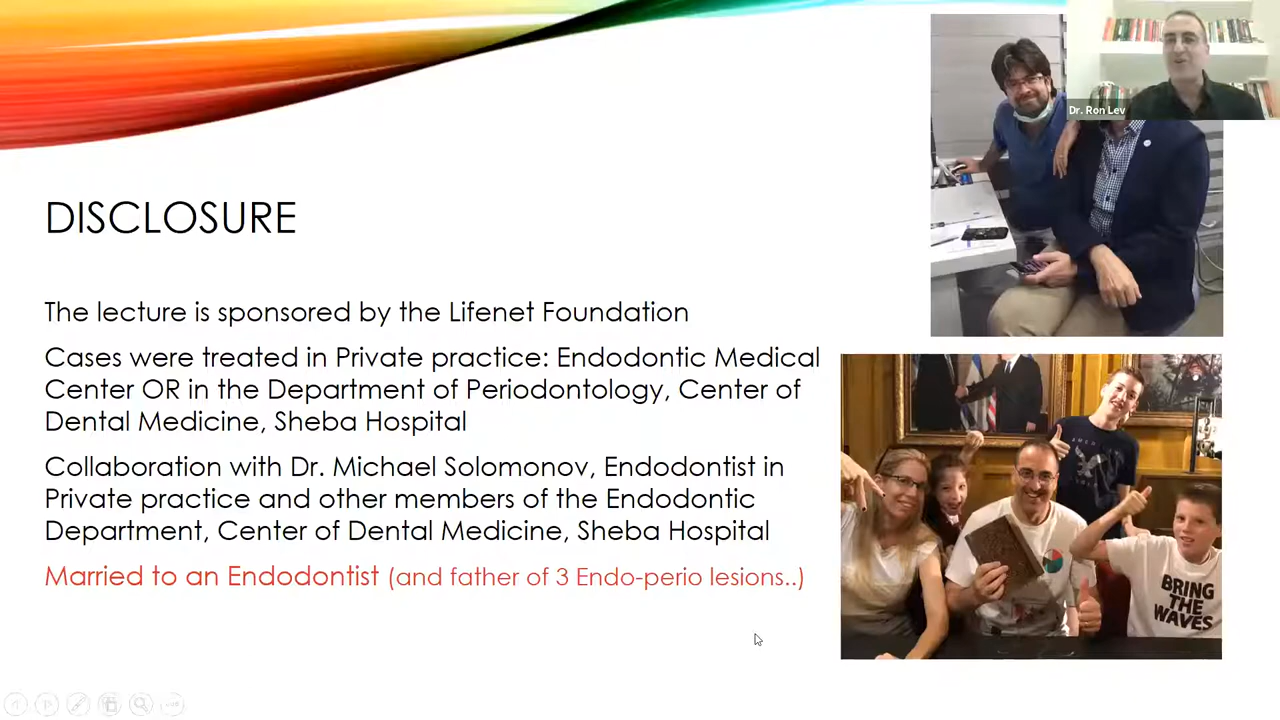 Dr. Ron Lev
DISCLOSURE
The lecture is sponsored by the Lifenet Foundation
Cases were treated in Private practice: Endodontic Medical
Center OR in the Department of Periodontology, Center of
Dental Medicine, Sheba Hospital
Collaboration with Dr. Michael Solomonov, Endodontist in
Private practice and other members of the Endodontic
Department, Center of Dental Medicine, Sheba Hospital
Married to an Endodontist (and father of 3 Endo-perio lesions..)
BRING
THE
WAVES